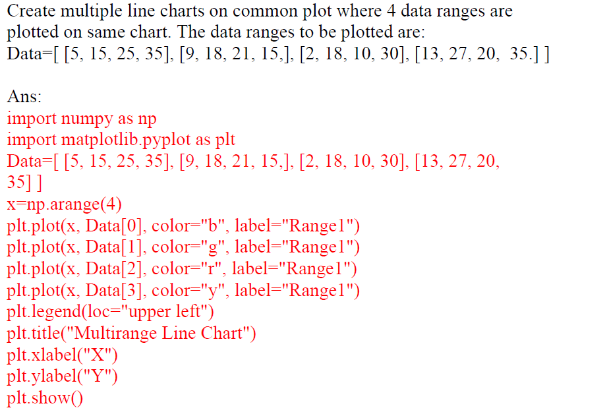 Create multiple line charts on common plot where 4 data ranges are
plotted on same chart. The data ranges to be plotted are:
Data=[ [5, 15, 25, 35], [9, 18, 21, 15,], [2, 18, 10, 30], [13, 27, 20,  35.] ]
Ans:
import numpy as np
import matplotlib.pyplot as plt
Data=[ [5, 15, 25, 35], [9, 18, 21, 15,], [2, 18, 10, 30], [13, 27, 20,
35] ]
x=np.arange(4)
plt.plot(x, Data[0], color="b", label="Range1")
plt.plot(x, Data[1], color="g", label="Range1")
plt.plot(x, Data[2], color="r", label="Range1")
plt.plot(x, Data[3], color="y", label="Range1")
plt.legend(loc="upper left")
plt.title("Multirange Line Chart")
plt.xlabel("X")
plt.ylabel("Y")
plt.show()